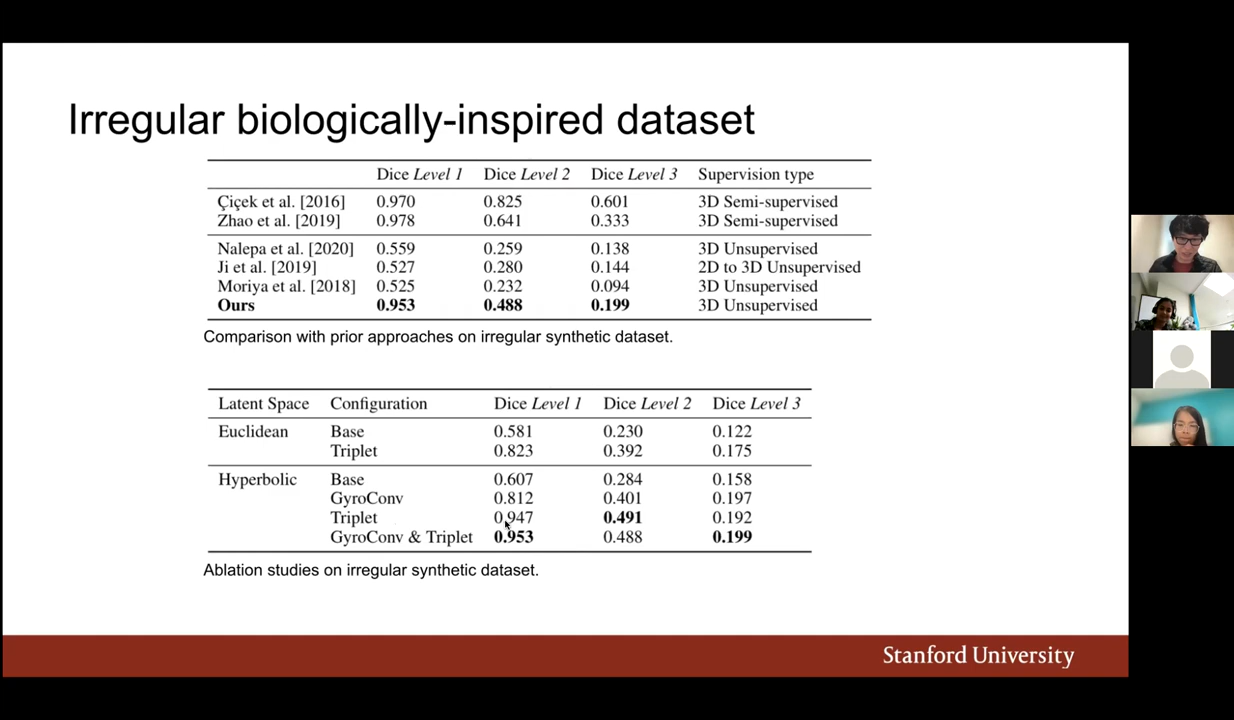 Irregular biologically-inspired dataset
Dice Level 1 Dice Level 2 Dice Level 3 Supervision type
Çiçek et al. [2016] 0.970 0.825 0.601 3D Semi-supervised
Zhao et al. [2019] 0.978 0.641 0.333 3D Semi-supervised
Nalepa et al. [2020] 0.559 0.259 0.138 3D Unsupervised
Ji et al. [2019] 0.527 0.280 0.144 2D to 3D Unsupervised
Moriya et al. [2018] 0.525 0.232 0.094 3D Unsupervised
Ours 0.953 0.488 0.199 3D Unsupervised
Comparison with prior approaches on irregular synthetic dataset.
Latent Space Configuration Dice Level 1 Dice Level 2 Dice Level 3
Euclidean Base 0.581 0.230 0.122
Triplet 0.823 0.392 0.175
Hyperbolic Base 0.607 0.284 0.158
GyroConv 0.812 0.401 0.197
Triplet 0.947 0.491 0.192
GyroConv & Triplet 0.953 0.488 0.199
Ablation studies on irregular synthetic dataset.
Stanford University